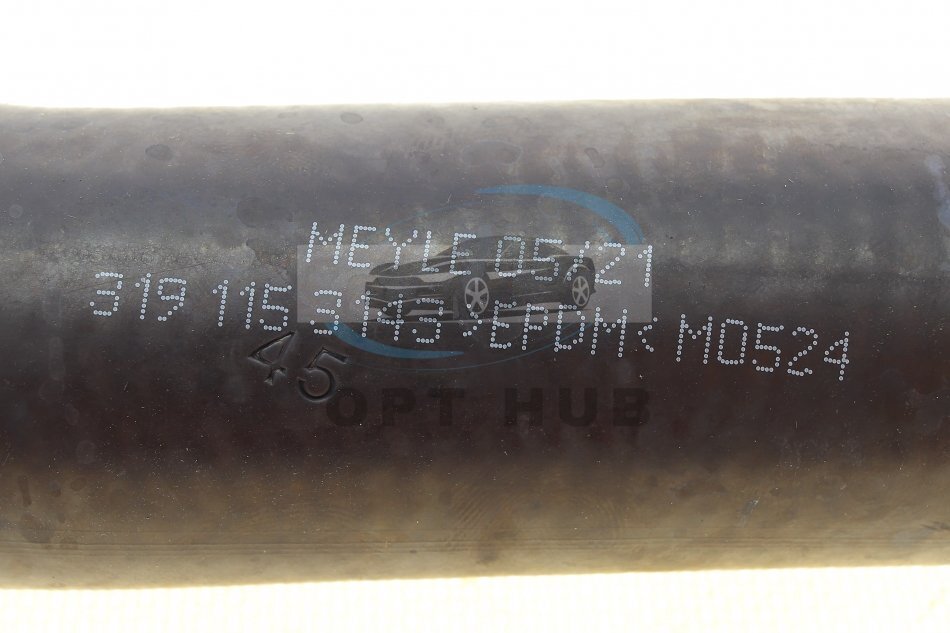 MEYLE 05/21
319 115 3143 >EPDM< M0524
45
OPT HUB